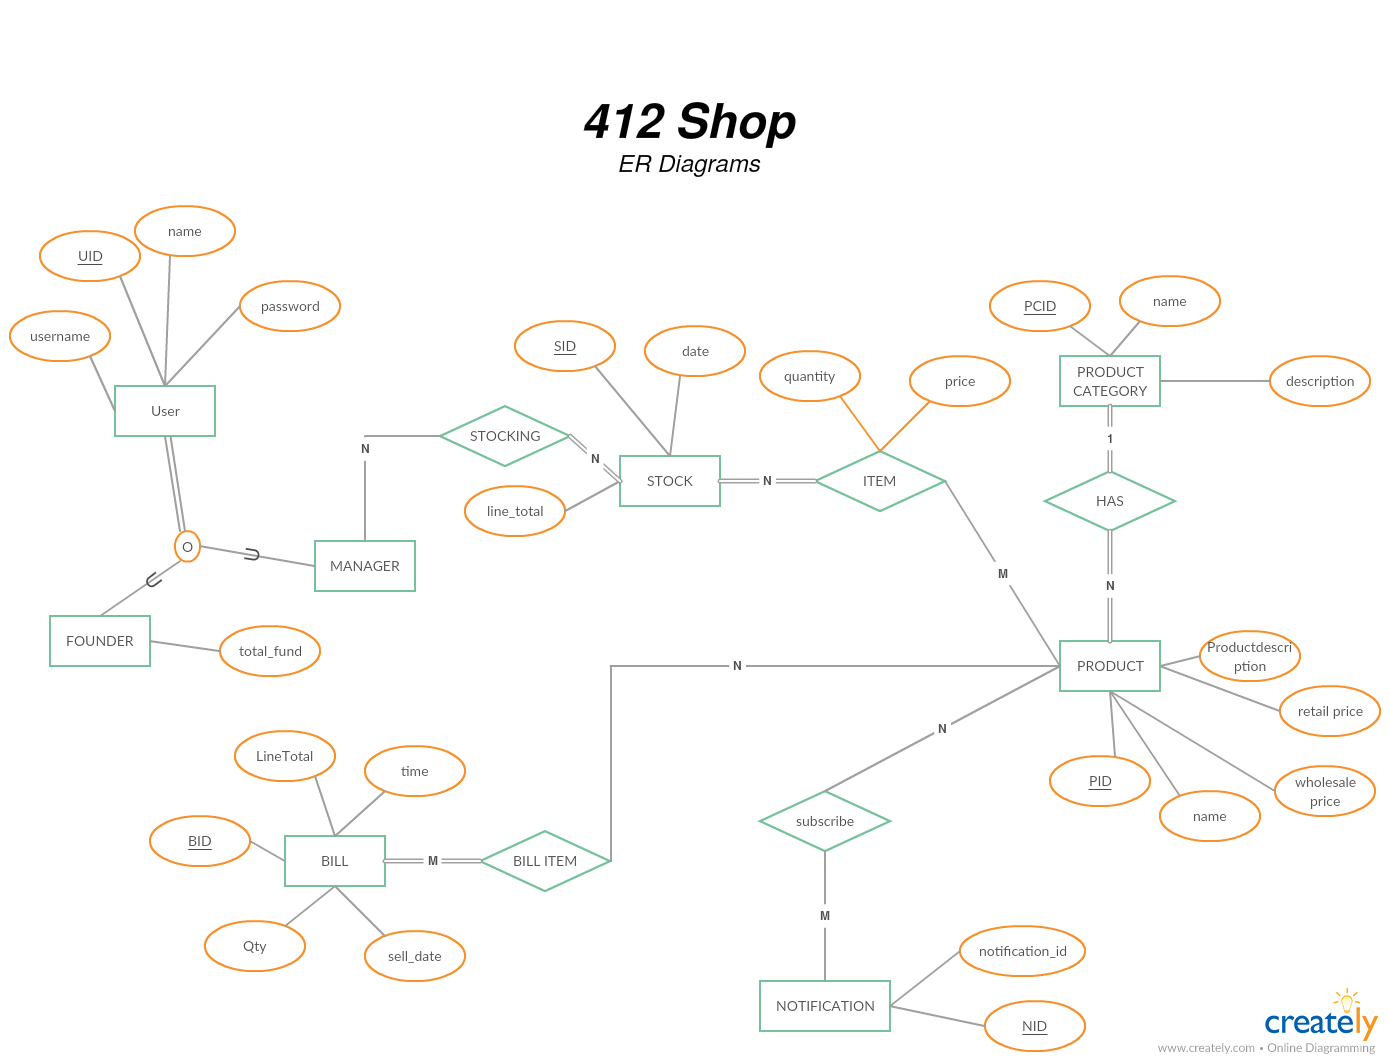 412 Shop
ER Diagrams
name
UID
password
username
User
O
U
U
MANAGER
FOUNDER
total_fund
N
STOCKING
N
SID
date
line_total
STOCK
N
quantity
price
ITEM
M
PCID
name
PRODUCT
CATEGORY
description
1
HAS
N
PRODUCT
Productdescri
ption
retail price
wholesale
price
PID
name
N
N
subscribe
M
LineTotal
time
BID
BILL
M
BILL ITEM
Qty
sell_date
NOTIFICATION
notification_id
NID
creately
www.creately.com • Online Diagramming